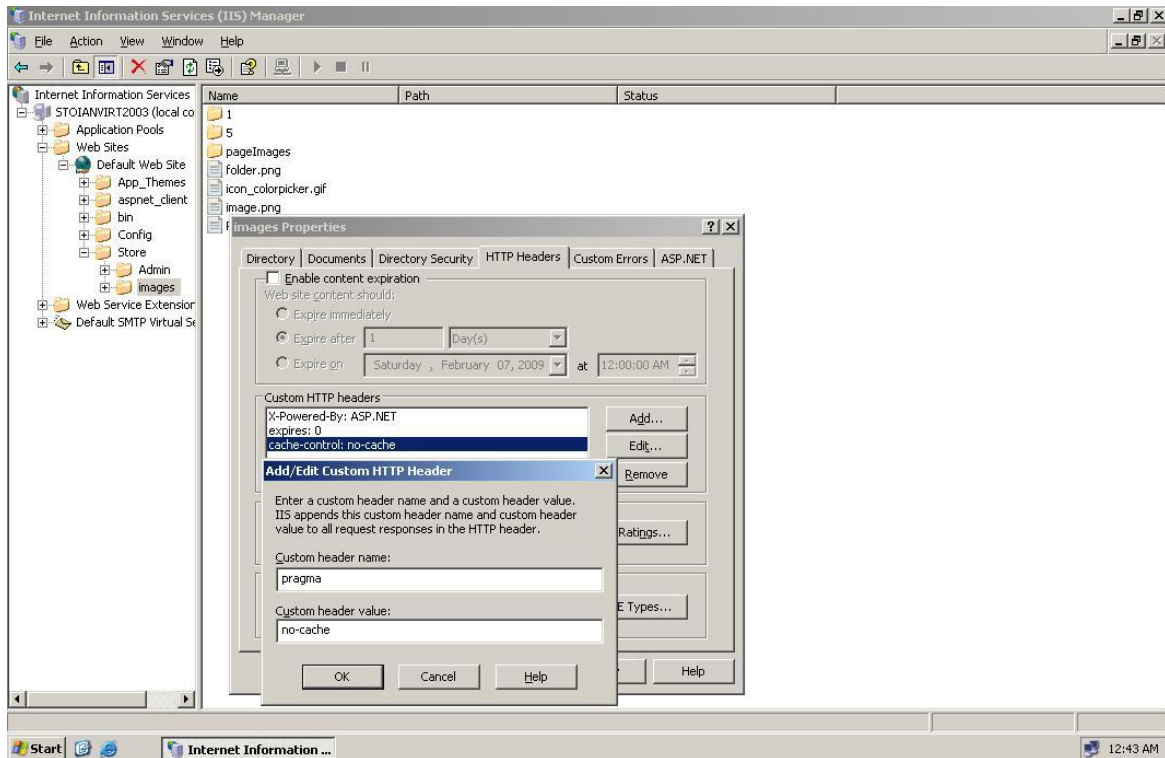 Internet Information Services (IIS) Manager
File Action View Window Help
Internet Information Services
STOIANVIRT2003 (local co
Application Pools
Web Sites
Default Web Site
App_Themes
aspnet_client
bin
Config
Store
Admin
images
Web Service Extension
Default SMTP Virtual Se
Name Path Status
1
5
pageImages
folder.png
icon_colorpicker.gif
image.png
images Properties
Directory Documents Directory Security HTTP Headers Custom Errors ASP.NET
Enable content expiration
Web site content should:
Expire immediately
Expire after 1 Day(s)
Expire on Saturday , February 07, 2009 at 12:00:00 AM
Custom HTTP headers
X-Powered-By: ASP.NET
expires: 0
cache-control: no-cache
Add...
Edit...
Remove
Ratings...
E Types...
Help
Add/Edit Custom HTTP Header
Enter a custom header name and a custom header value.
IIS appends this custom header name and custom header
value to all request responses in the HTTP header.
Custom header name:
pragma
Custom header value:
no-cache
OK Cancel Help
Start Internet Information ... 12:43 AM